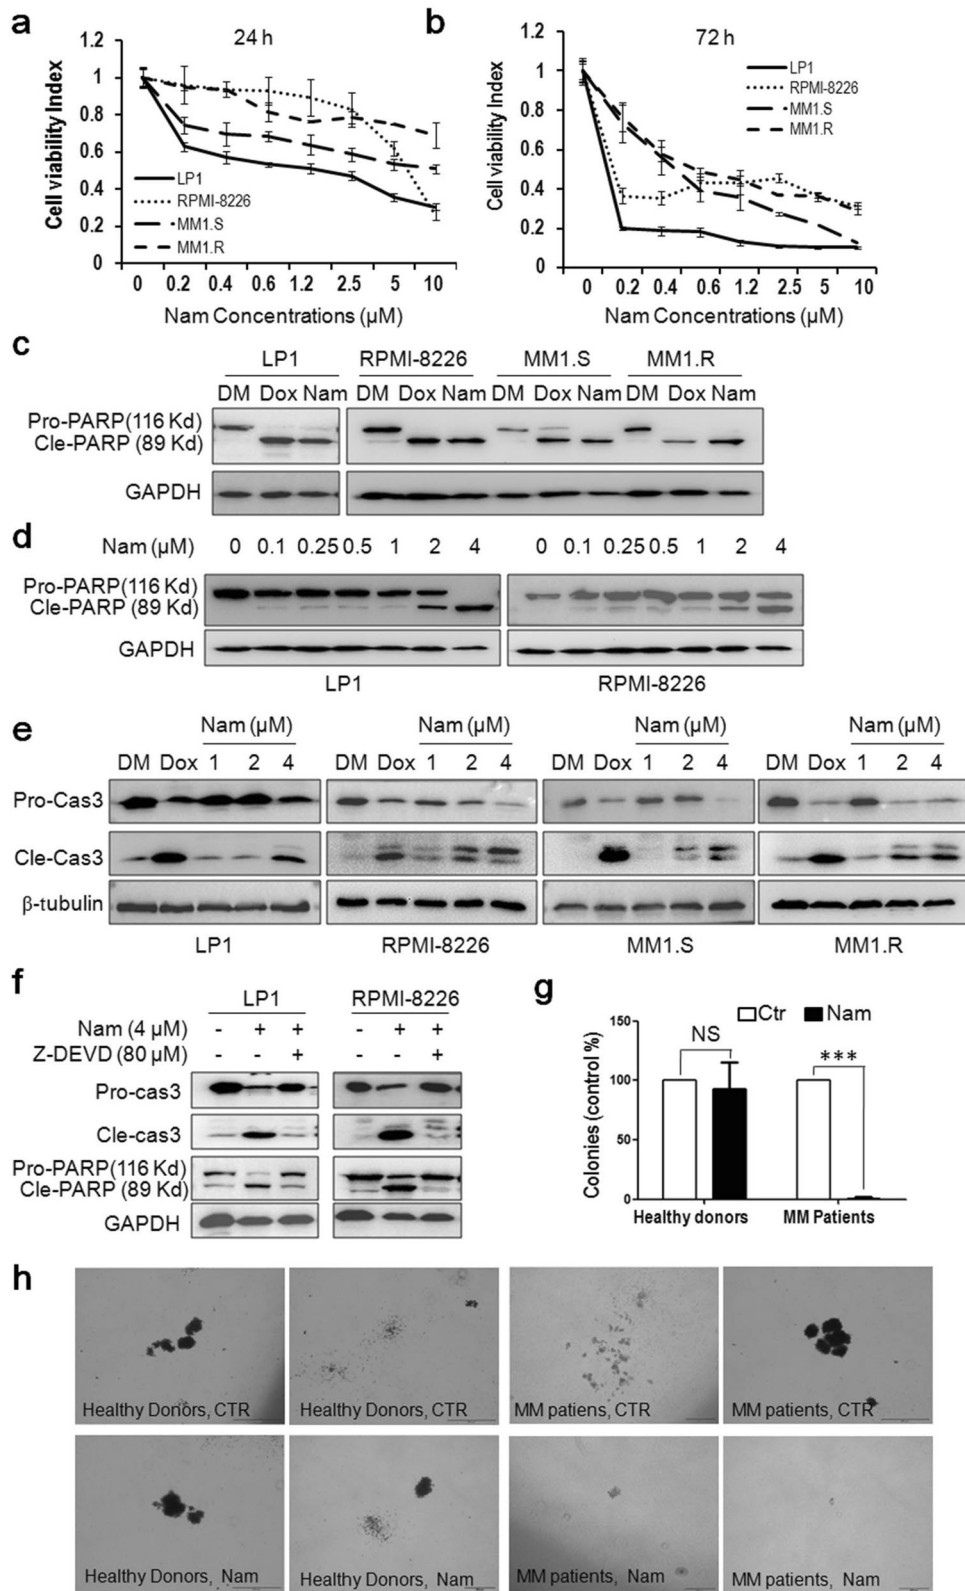 a
24 h
1.2
1
0.8
0.6
0.4
0.2
0
Cell viability Index
LP1
RPMI-8226
MM1.S
MM1.R
0 0.2 0.4 0.6 1.2 2.5 5 10
Nam Concentrations (μM)
b
72 h
1.2
1
0.8
0.6
0.4
0.2
0
Cell viability Index
LP1
RPMI-8226
MM1.S
MM1.R
0 0.2 0.4 0.6 1.2 2.5 5 10
Nam Concentrations (μM)
c
LP1 RPMI-8226 MM1.S MM1.R
DM Dox Nam DM Dox Nam DM Dox Nam DM Dox Nam
Pro-PARP(116 Kd)
Cle-PARP (89 Kd)
GAPDH
d
Nam (μM) 0 0.1 0.25 0.5 1 2 4 0 0.1 0.25 0.5 1 2 4
Pro-PARP(116 Kd)
Cle-PARP (89 Kd)
GAPDH
LP1 RPMI-8226
e
Nam (μM) Nam (μM) Nam (μM) Nam (μM)
DM Dox 1 2 4 DM Dox 1 2 4 DM Dox 1 2 4 DM Dox 1 2 4
Pro-Cas3
Cle-Cas3
β-tubulin
LP1 RPMI-8226 MM1.S MM1.R
f
LP1 RPMI-8226
Nam (4 μM) - + + - + +
Z-DEVD (80 μM) - - + - - +
Pro-cas3
Cle-cas3
Pro-PARP(116 Kd)
Cle-PARP (89 Kd)
GAPDH
g
Ctr Nam
150
100
50
0
Colonies (control %)
NS
***
Healthy donors MM Patients
h
Healthy Donors, CTR Healthy Donors, CTR MM patiens, CTR MM patients, CTR
Healthy Donors, Nam Healthy Donors, Nam MM patients, Nam MM patients, Nam